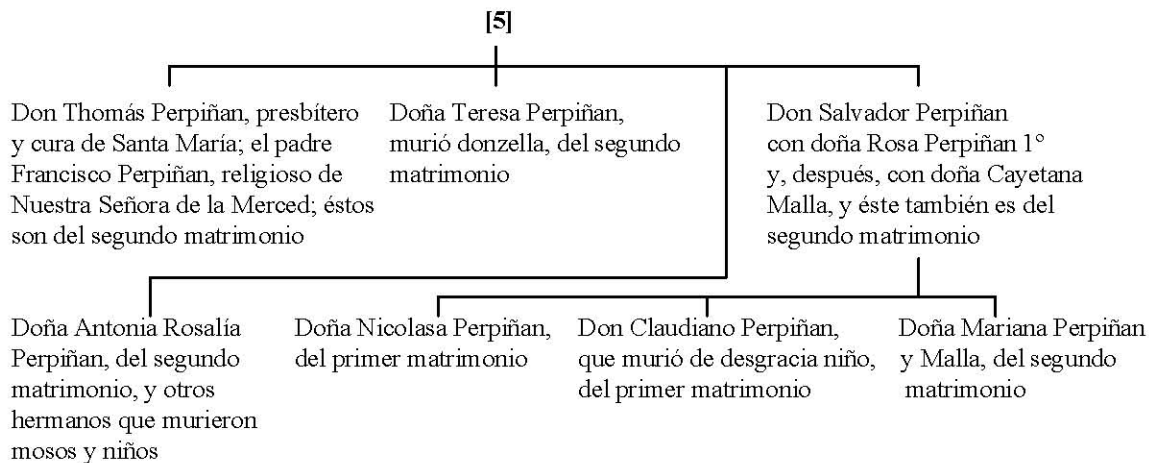 [5]
Don Thomás Perpiñan, presbítero
y cura de Santa María; el padre
Francisco Perpiñan, religioso de
Nuestra Señora de la Merced; éstos
son del segundo matrimonio
Doña Teresa Perpiñan,
murió donzella, del segundo
matrimonio
Don Salvador Perpiñan
con doña Rosa Perpiñan 1º
y, después, con doña Cayetana
Malla, y éste también es del
segundo matrimonio
Doña Antonia Rosalía
Perpiñan, del segundo
matrimonio, y otros
hermanos que murieron
mosos y niños
Doña Nicolasa Perpiñan,
del primer matrimonio
Don Claudiano Perpiñan,
que murió de desgracia niño,
del primer matrimonio
Doña Mariana Perpiñan
y Malla, del segundo
matrimonio